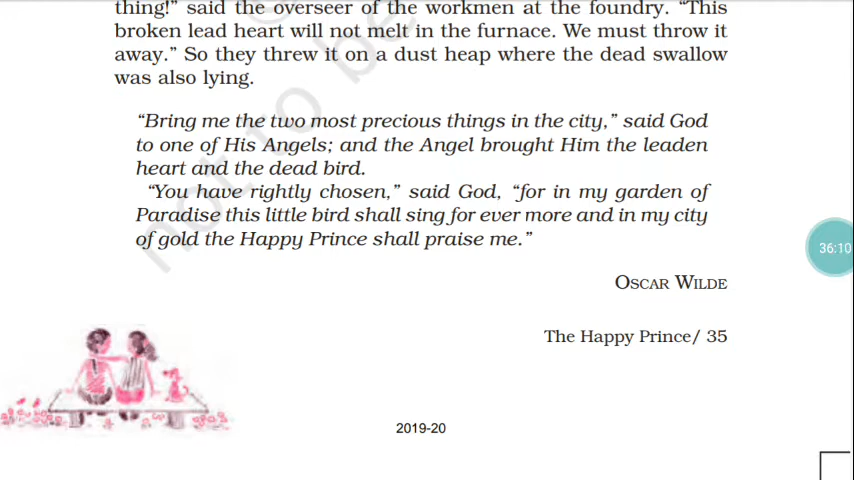 thing!” said the overseer of the workmen at the foundry. “This
broken lead heart will not melt in the furnace. We must throw it
away.” So they threw it on a dust heap where the dead swallow
was also lying.
“Bring me the two most precious things in the city,” said God
to one of His Angels; and the Angel brought Him the leaden
heart and the dead bird.
“You have rightly chosen,” said God, “for in my garden of
Paradise this little bird shall sing for ever more and in my city
of gold the Happy Prince shall praise me.”
OSCAR WILDE
The Happy Prince/ 35
2019-20
36:10
not to be